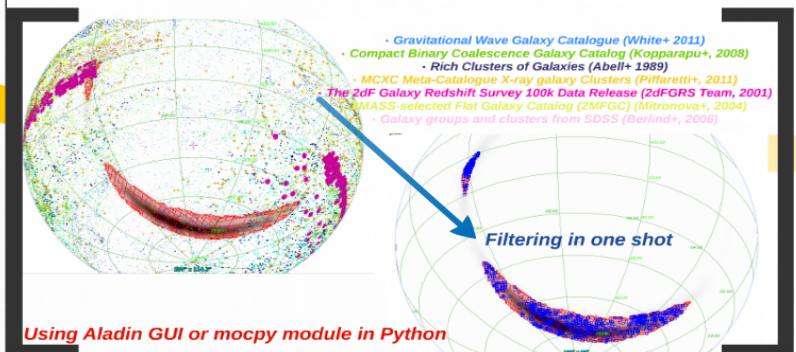 - Gravitational Wave Galaxy Catalogue (White+ 2011)
- Compact Binary Coalescence Galaxy Catalog (Kopparapu+, 2008)
- Rich Clusters of Galaxies (Abell+ 1989)
- MCXC Meta-Catalogue X-ray galaxy Clusters (Piffaretti+, 2011)
- The 2dF Galaxy Redshift Survey 100k Data Release (2dFGRS Team, 2001)
2MASS-selected Flat Galaxy Catalog (2MFGC) (Mitronova+, 2004)
- Galaxy groups and clusters from SDSS (Berlind+, 2006)
Filtering in one shot
Using Aladin GUI or mocpy module in Python